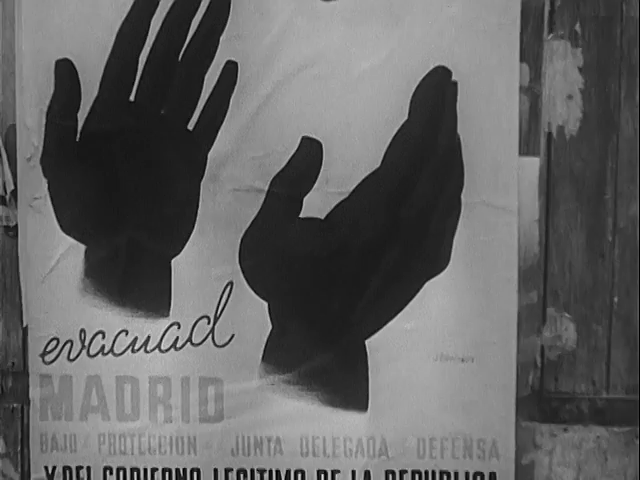 evacuad
MADRID
BAJO PROTECCION JUNTA DELEGADA DEFENSA
Y DEL GOBIERNO LEGITIMO DE LA REPUBLICA